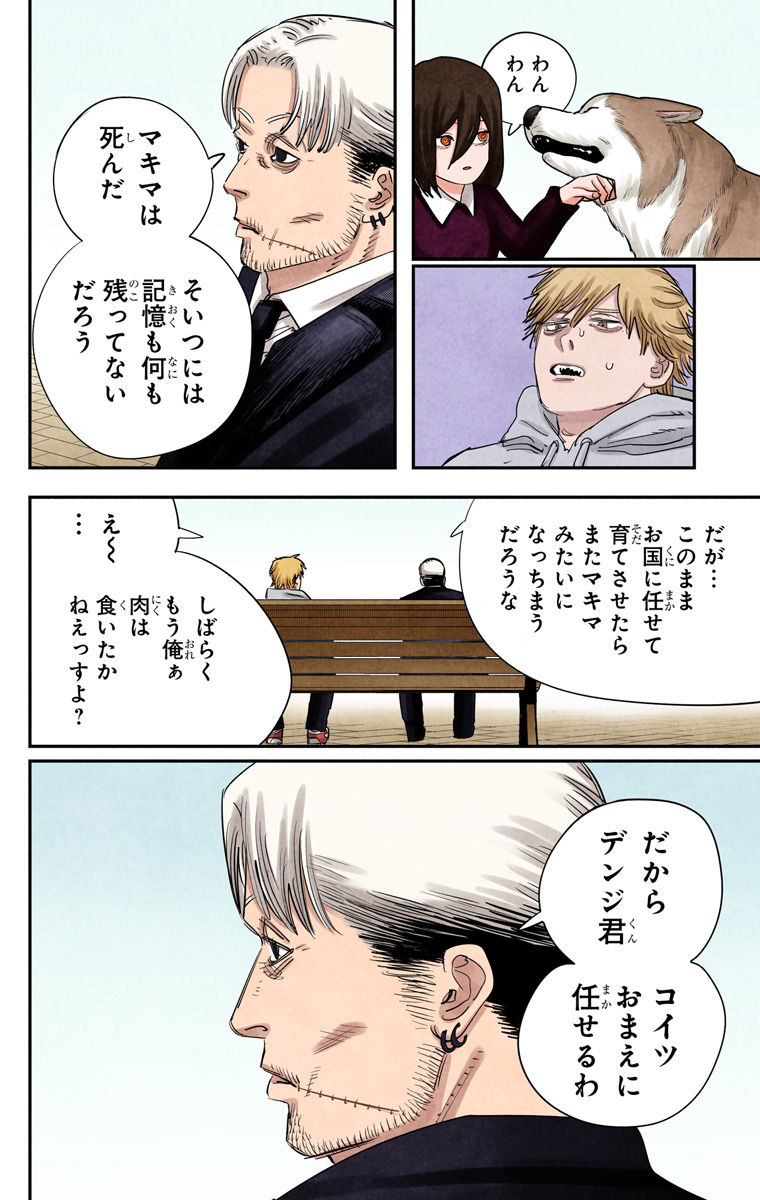 わん
わん
マキマは
死んだ
そいつには
記憶も何も
残ってない
だろう
だが…
このまま
お国に任せて
育てさせたら
またマキマ
みたいに
なっちまう
だろうな
え～
…
しばらく
もう俺ぁ
肉は
食いたか
ねえっすよ?
だから
デンジ君
コイツ
おまえに
任せるわ